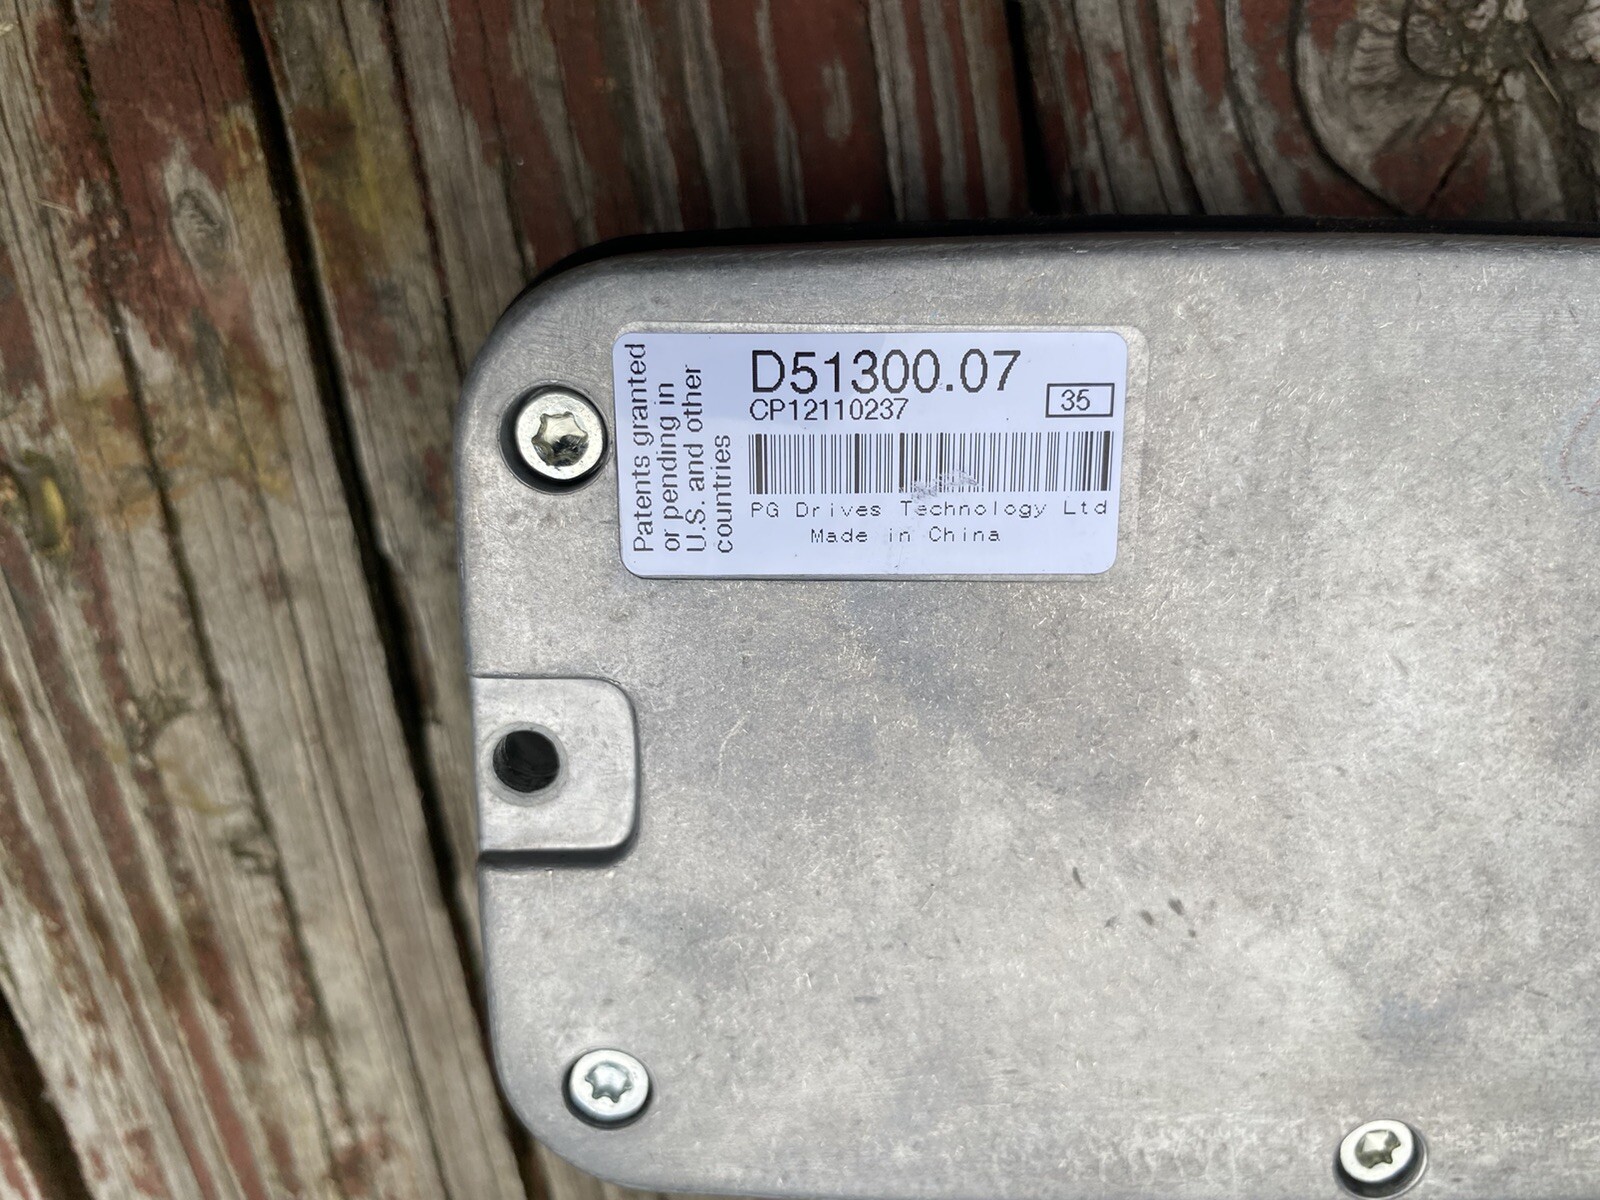 Patents granted
or pending in
U.S. and other
countries
D51300.07
CP12110237
35
PG Drives Technology Ltd
Made in China